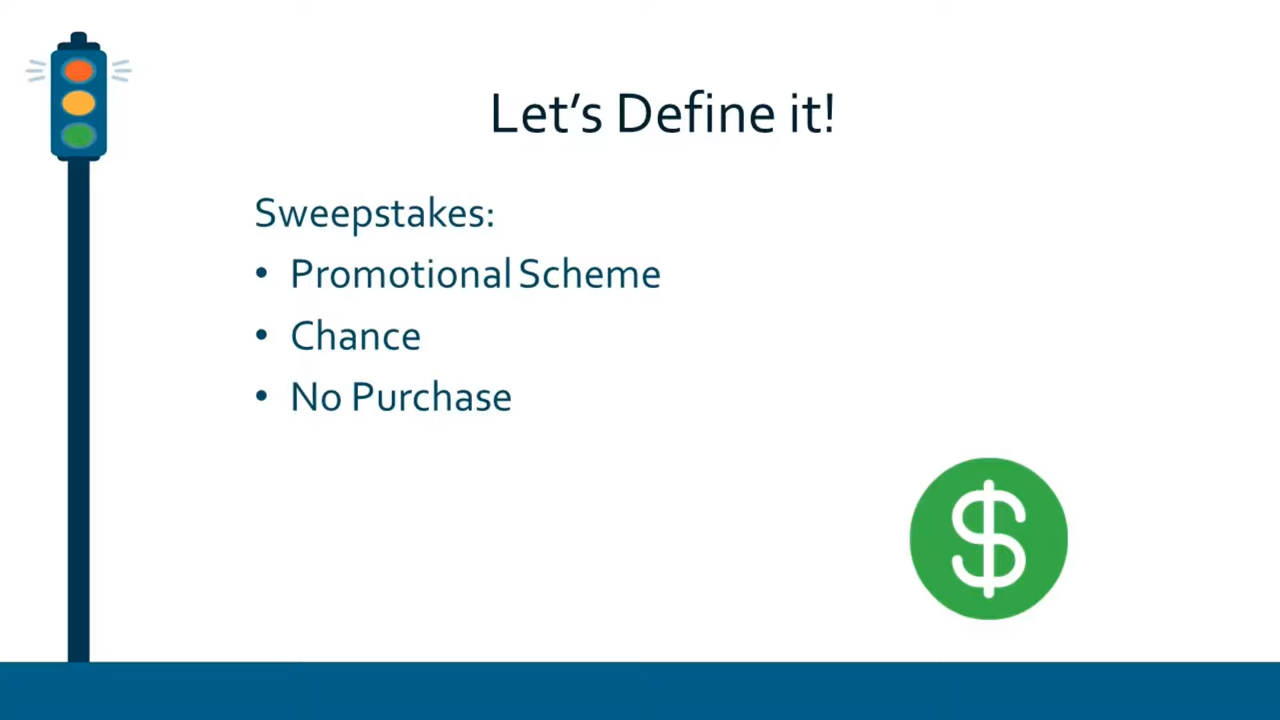 Let's Define it!
Sweepstakes:
• Promotional Scheme
• Chance
• No Purchase
$